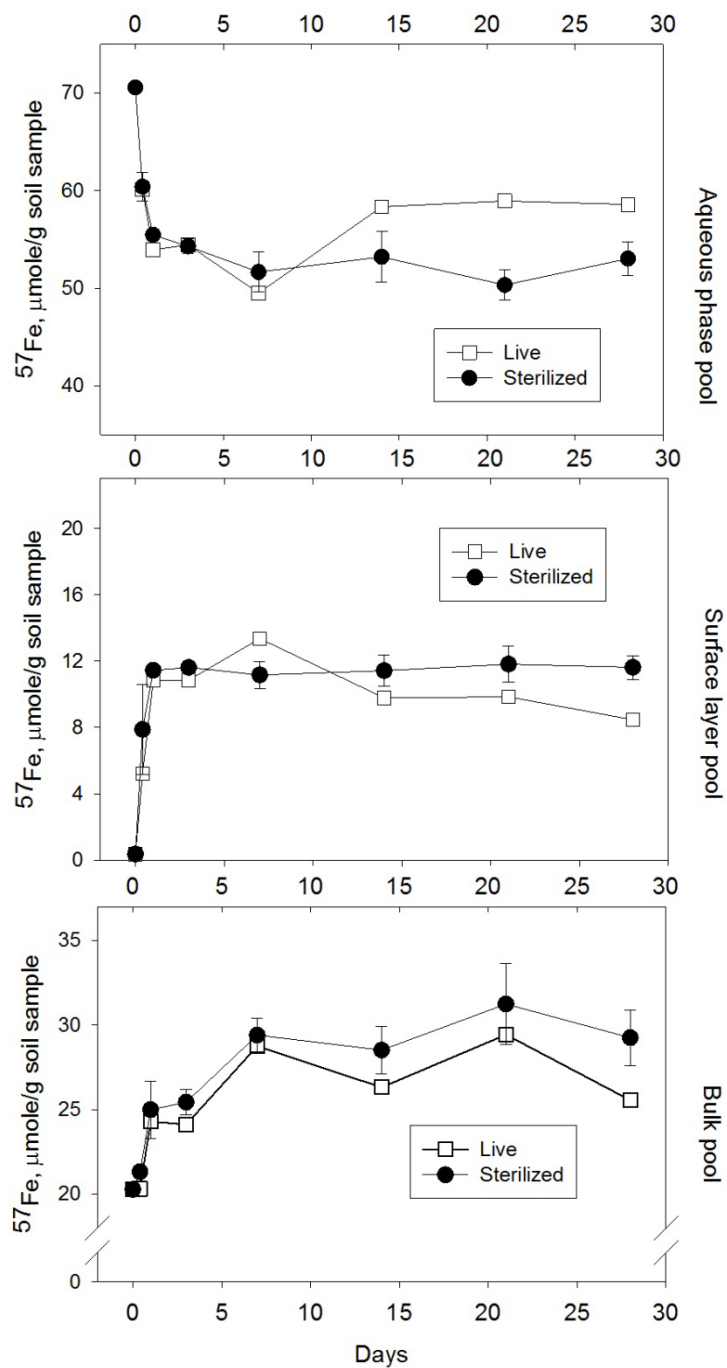 0 5 10 15 20 25 30
70
60
50
40
57Fe, μmole/g soil sample
Aqueous phase pool
Live
Sterilized
0 5 10 15 20 25 30
20
16
12
8
4
0
57Fe, μmole/g soil sample
Surface layer pool
Live
Sterilized
0 5 10 15 20 25 30
35
30
25
20
0
57Fe, μmole/g soil sample
Bulk pool
Live
Sterilized
0 5 10 15 20 25 30
Days